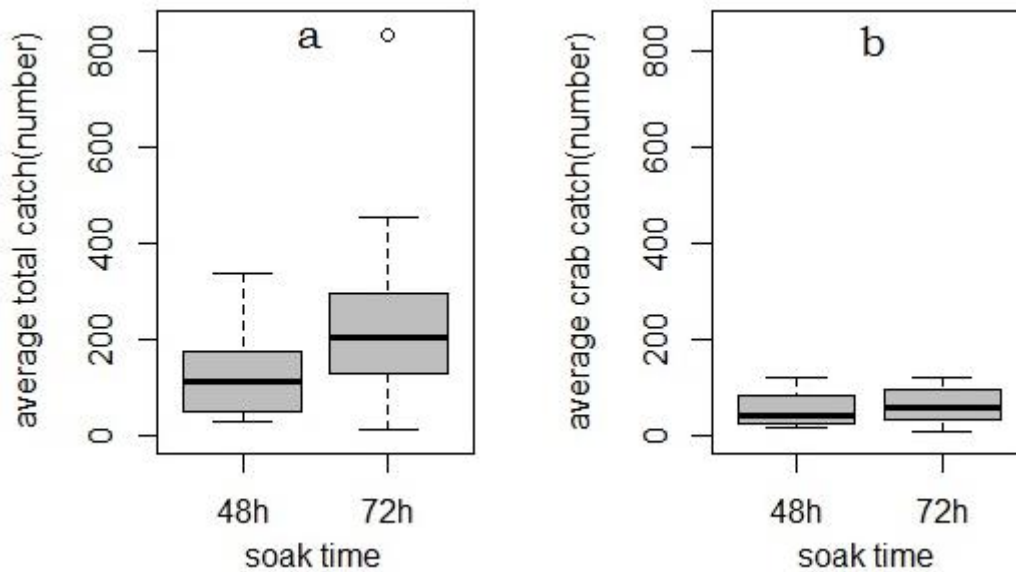 a
average total catch(number)
800
600
400
200
0
48h
72h
soak time
b
average crab catch(number)
800
600
400
200
0
48h
72h
soak time